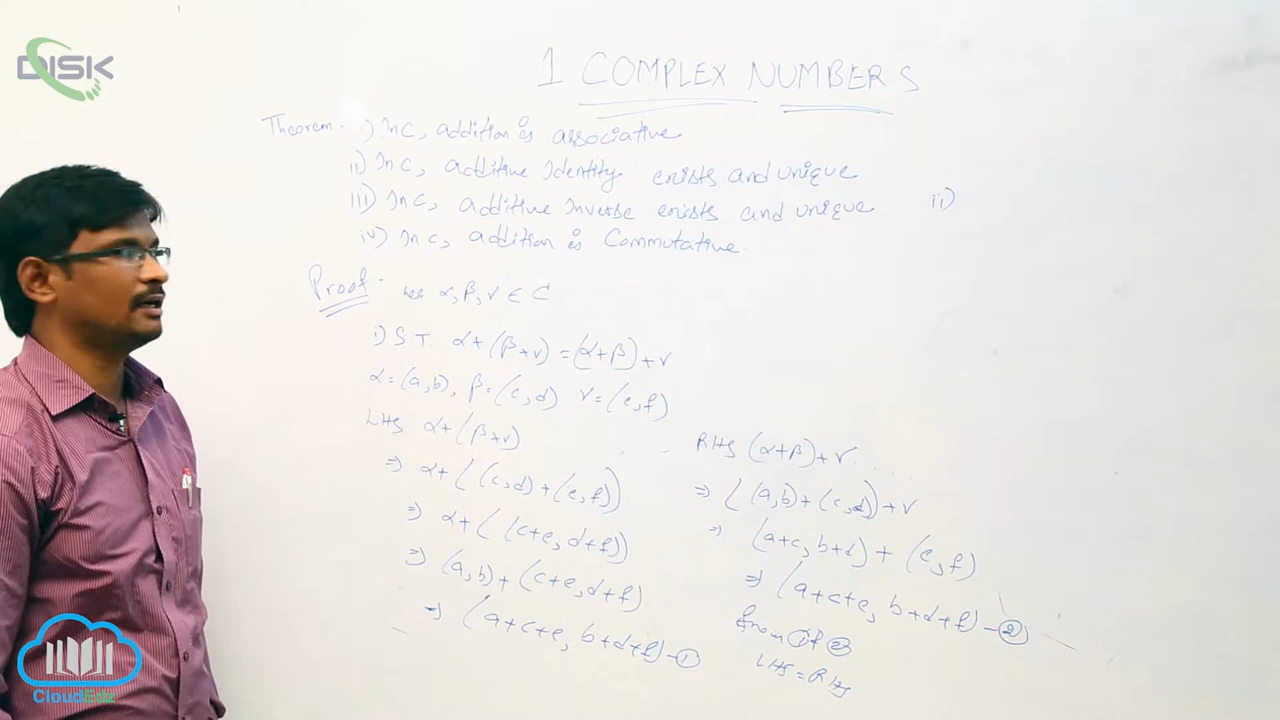 DISK
1 COMPLEX NUMBERS
Theorem - i) In C, addition is associative
ii) In C, additive Identity exists and unique
iii) In C, additive Inverse exists and unique
ii)
iv) In C, addition is Commutative.
Proof - Let α, β, γ ∈ C
i) S.T. α+(β+γ) = (α+β)+γ
α=(a,b), β=(c,d) γ=(e,f)
LHS α+(β+γ)
⇒ α+((c,d)+(e,f))
⇒ α+((c+e, d+f))
⇒ (a,b)+(c+e, d+f)
⇒ (a+c+e, b+d+f) – ①
RHS (α+β)+γ.
⇒ ((a,b)+(c,d))+γ
⇒ (a+c, b+d)+(e,f)
⇒ (a+c+e, b+d+f) – ②
from ① & ②
LHS = RHS
CloudEdz